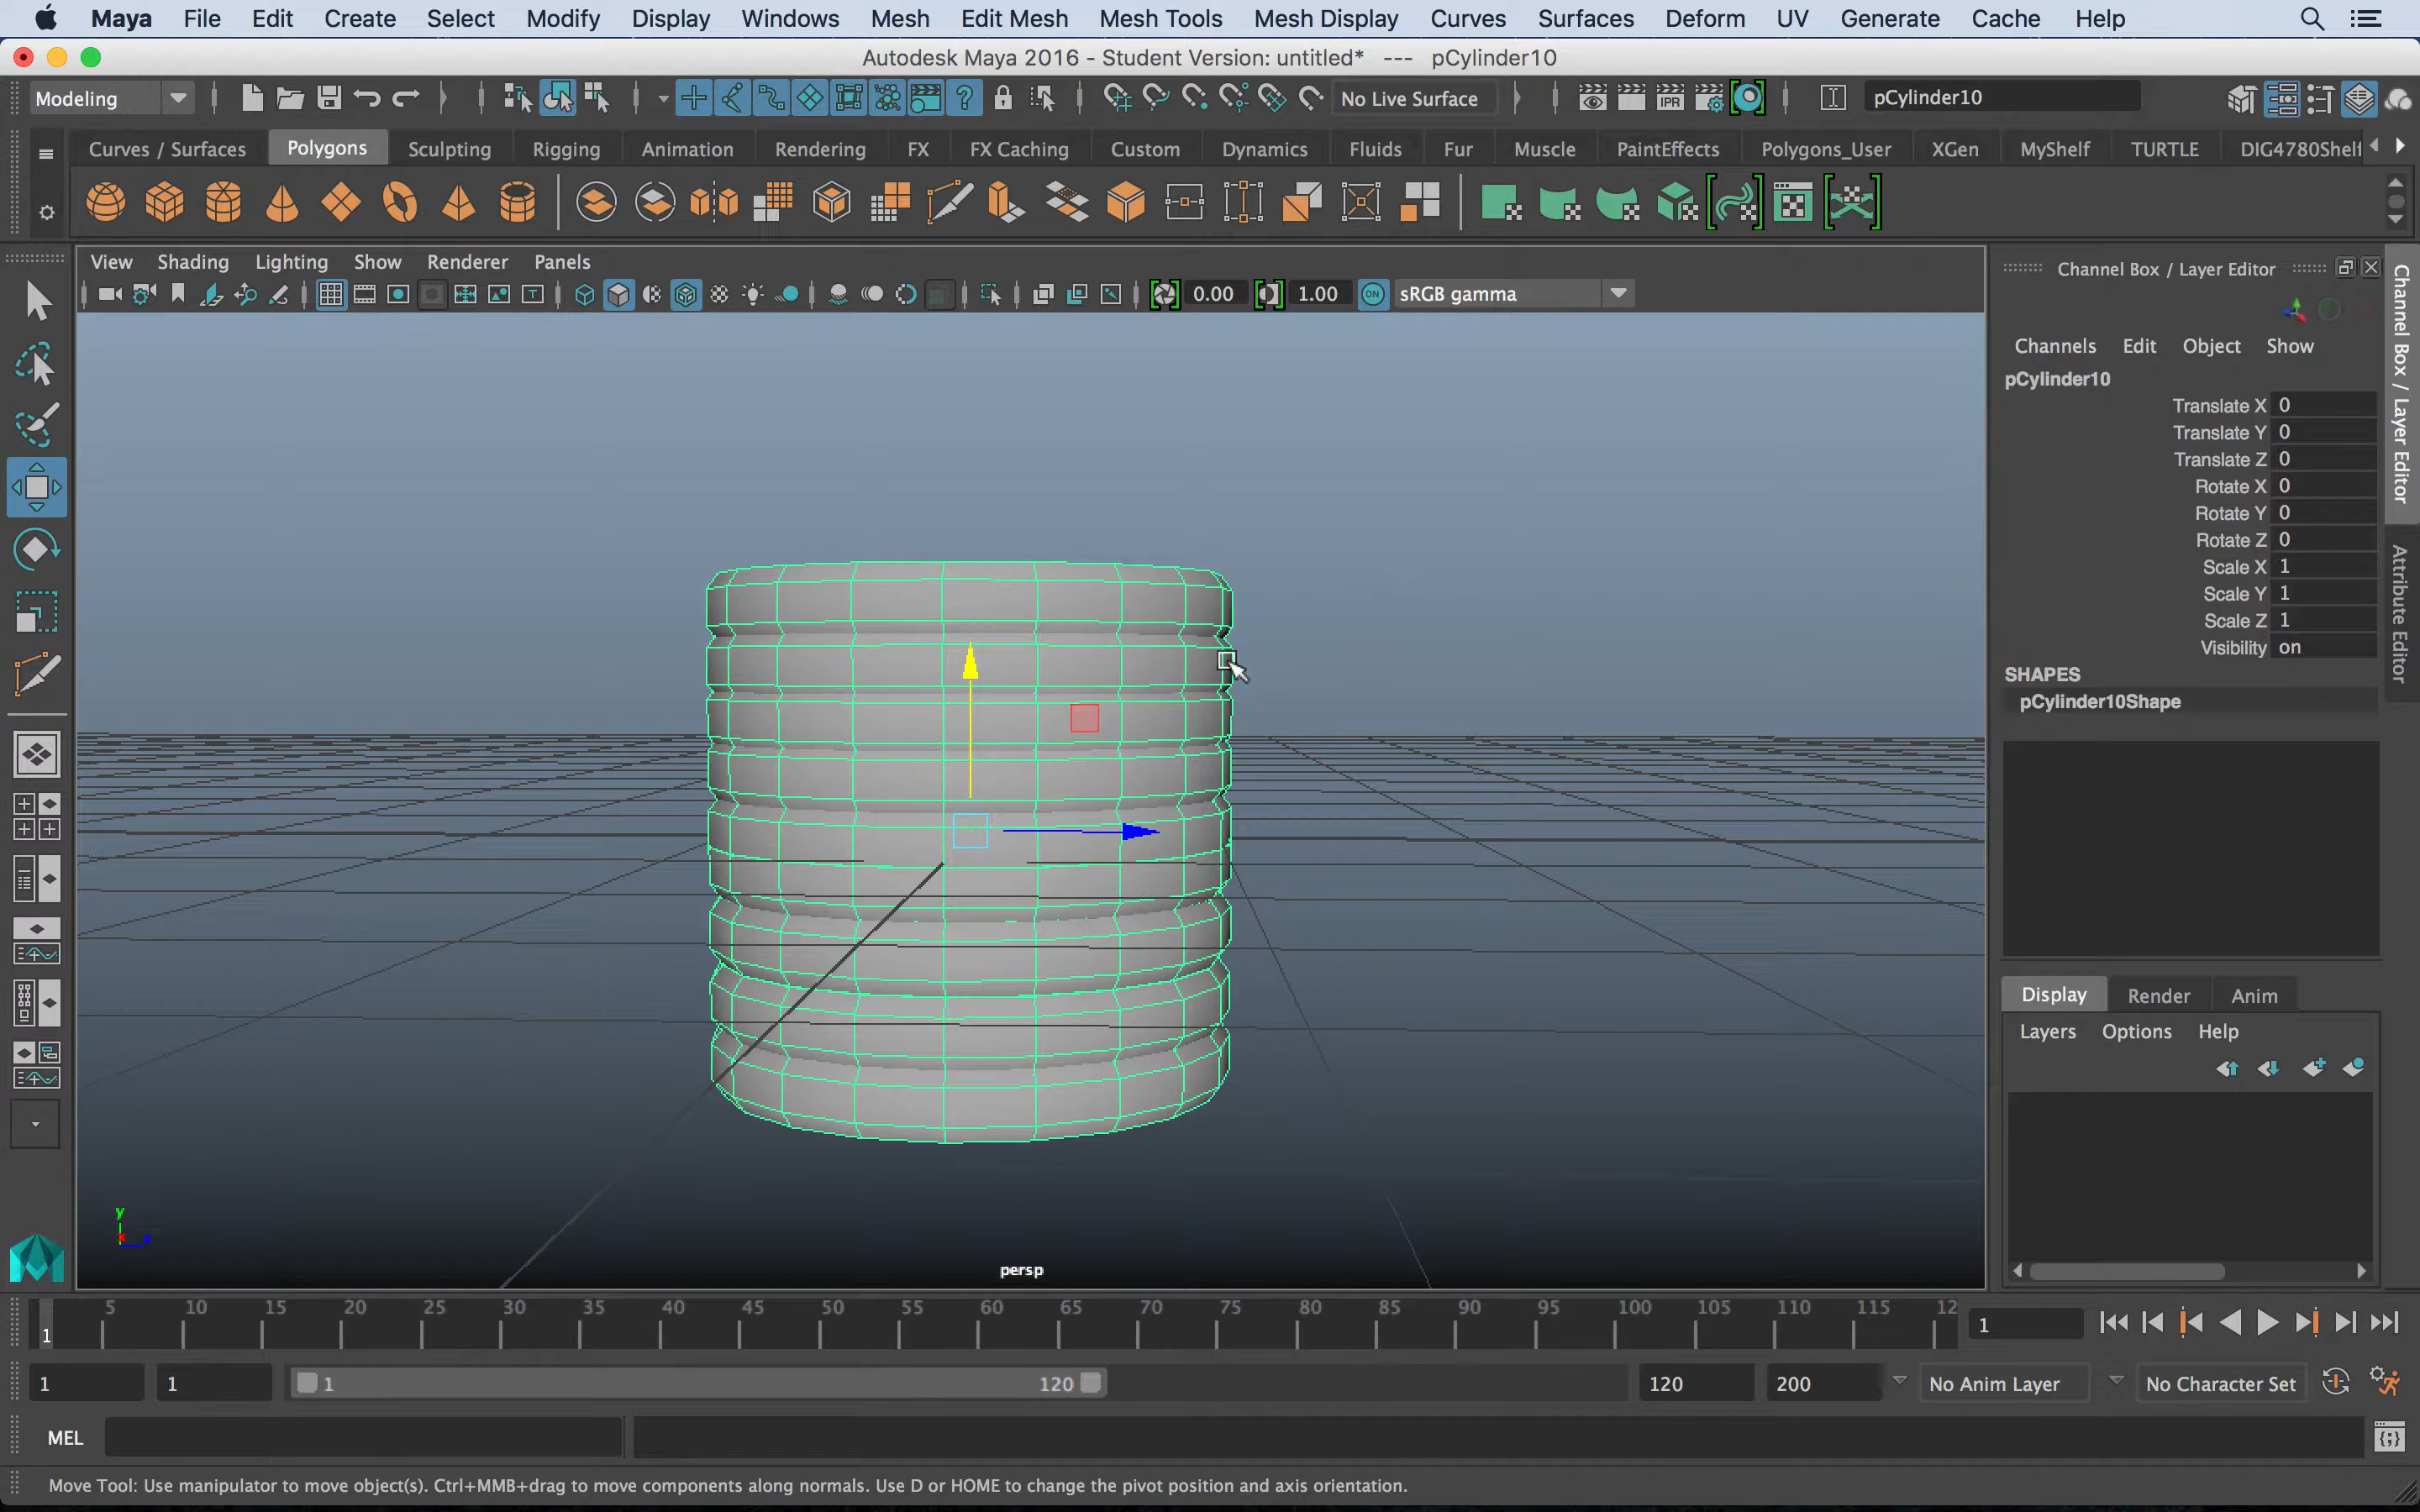 Maya File Edit Create Select Modify Display Windows Mesh Edit Mesh Mesh Tools Mesh Display Curves Surfaces Deform UV Generate Cache Help
Autodesk Maya 2016 - Student Version: untitled* --- pCylinder10
Modeling No Live Surface IPR pCylinder10
Curves / Surfaces Polygons Sculpting Rigging Animation Rendering FX FX Caching Custom Dynamics Fluids Fur Muscle PaintEffects Polygons_User XGen MyShelf TURTLE DIG4780Shelf
View Shading Lighting Show Renderer Panels
0.00 1.00 ON sRGB gamma
Channel Box / Layer Editor
Channels Edit Object Show
pCylinder10
Translate X 0
Translate Y 0
Translate Z 0
Rotate X 0
Rotate Y 0
Rotate Z 0
Scale X 1
Scale Y 1
Scale Z 1
Visibility on
SHAPES
pCylinder10Shape
Channel Box / Layer Editor
Attribute Editor
Display Render Anim
Layers Options Help
y
x z
persp
5 10 15 20 25 30 35 40 45 50 55 60 65 70 75 80 85 90 95 100 105 110 115 12
1 1
1 1 1 120 120 200 No Anim Layer No Character Set
MEL
Move Tool: Use manipulator to move object(s). Ctrl+MMB+drag to move components along normals. Use D or HOME to change the pivot position and axis orientation.